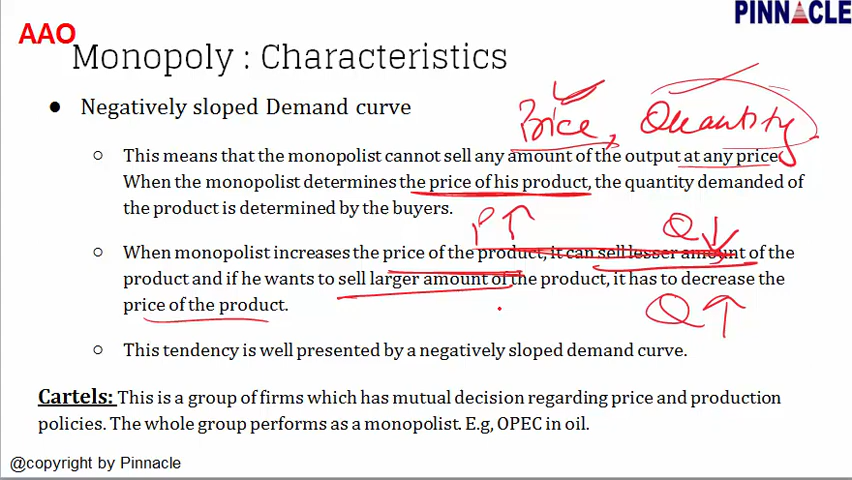 PINNACLE
AAO
Monopoly : Characteristics
● Negatively sloped Demand curve
Price, Quantity
○ This means that the monopolist cannot sell any amount of the output at any price.
When the monopolist determines the price of his product, the quantity demanded of
the product is determined by the buyers.
P↑ Q↓
○ When monopolist increases the price of the product, it can sell lesser amount of the
product and if he wants to sell larger amount of the product, it has to decrease the
price of the product.
Q↑
○ This tendency is well presented by a negatively sloped demand curve.
Cartels: This is a group of firms which has mutual decision regarding price and production
policies. The whole group performs as a monopolist. E.g, OPEC in oil.
@copyright by Pinnacle